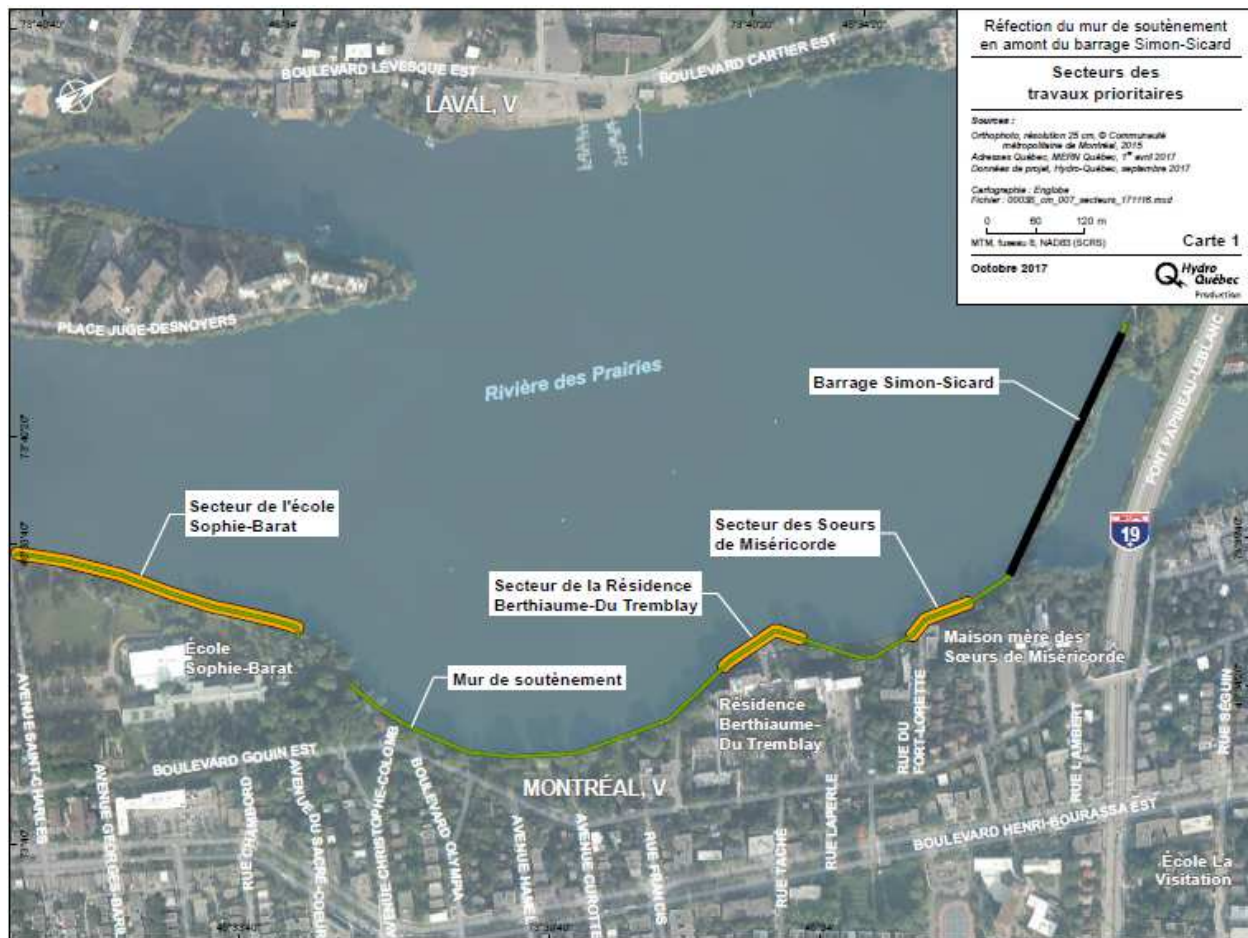 Réfection du mur de soutènement
en amont du barrage Simon-Sicard
Secteurs des
travaux prioritaires
Sources :
Orthophoto, résolution 25 cm, © Communauté
métropolitaine de Montréal, 2015
Adresses Québec, MERN Québec, 1er avril 2017
Données de projet, Hydro-Québec, septembre 2017
Cartographie : Englobe
0 60 120 m
MTM, fuseau 8, NAD83 (SCRS)
Carte 1
Octobre 2017
Hydro
Québec
Production
BOULEVARD LÉVESQUE EST
BOULEVARD CARTIER EST
LAVAL, V
PLACE JUGE-DESNOYERS
Rivière des Prairies
Barrage Simon-Sicard
PONT PAPINEAU-LEBLANC
19
Secteur de l'école
Sophie-Barat
Secteur des Soeurs
de Miséricorde
Secteur de la Résidence
Berthiaume-Du Tremblay
École
Sophie-Barat
Mur de soutènement
Maison mère des
Sœurs de Miséricorde
Résidence
Berthiaume-
Du Tremblay
MONTRÉAL, V
BOULEVARD GOUIN EST
AVENUE SAINT-CHARLES
AVENUE GEORGES-BARIL
RUE CHAMBORD
AVENUE DU SACRÉ-COEUR
AVENUE CHRISTOPHE-COLOMB
BOULEVARD OLYMPIA
AVENUE HAMEL
AVENUE CUROTTE
RUE FRANCIS
RUE TACHÉ
RUE LAPERLE
RUE DU
FORT-LORETTE
RUE LAMBERT
RUE SÉGUIN
BOULEVARD HENRI-BOURASSA EST
École La
Visitation